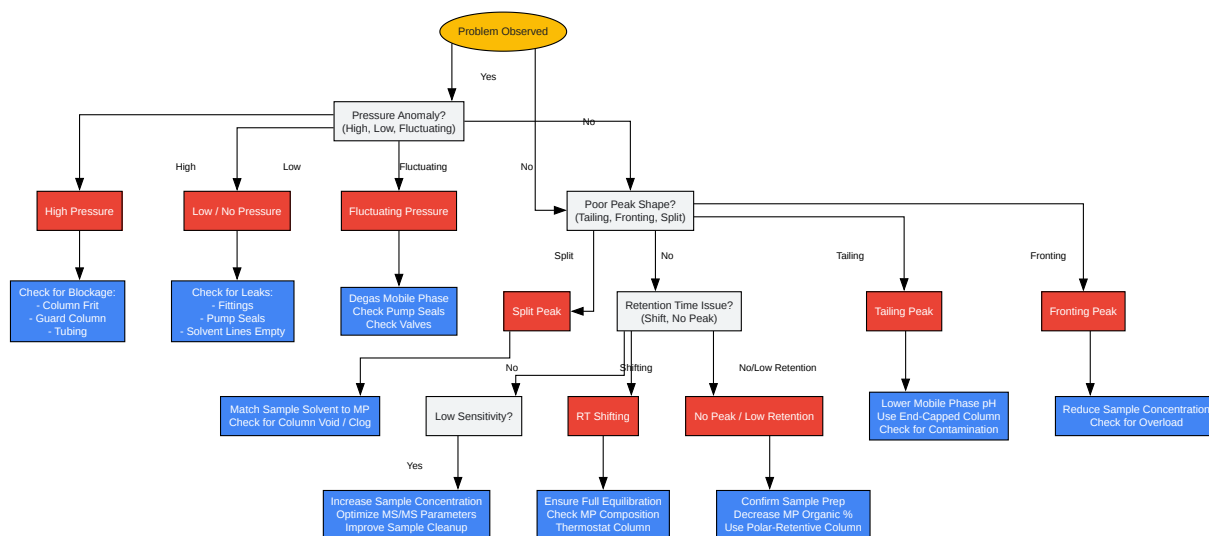 Problem Observed
Yes
Pressure Anomaly?
(High, Low, Fluctuating)
No
High
Low
Fluctuating
No
High Pressure
Low / No Pressure
Fluctuating Pressure
Poor Peak Shape?
(Tailing, Fronting, Split)
Split
No
Tailing
Fronting
Check for Blockage:
- Column Frit
- Guard Column
- Tubing
Check for Leaks:
- Fittings
- Pump Seals
- Solvent Lines Empty
Degas Mobile Phase
Check Pump Seals
Check Valves
Split Peak
Retention Time Issue?
(Shift, No Peak)
Tailing Peak
Fronting Peak
No
Shifting
No/Low Retention
Match Sample Solvent to MP
Check for Column Void / Clog
Low Sensitivity?
RT Shifting
No Peak / Low Retention
Lower Mobile Phase pH
Use End-Capped Column
Check for Contamination
Reduce Sample Concentration
Check for Overload
Yes
Increase Sample Concentration
Optimize MS/MS Parameters
Improve Sample Cleanup
Ensure Full Equilibration
Check MP Composition
Thermostat Column
Confirm Sample Prep
Decrease MP Organic %
Use Polar-Retentive Column